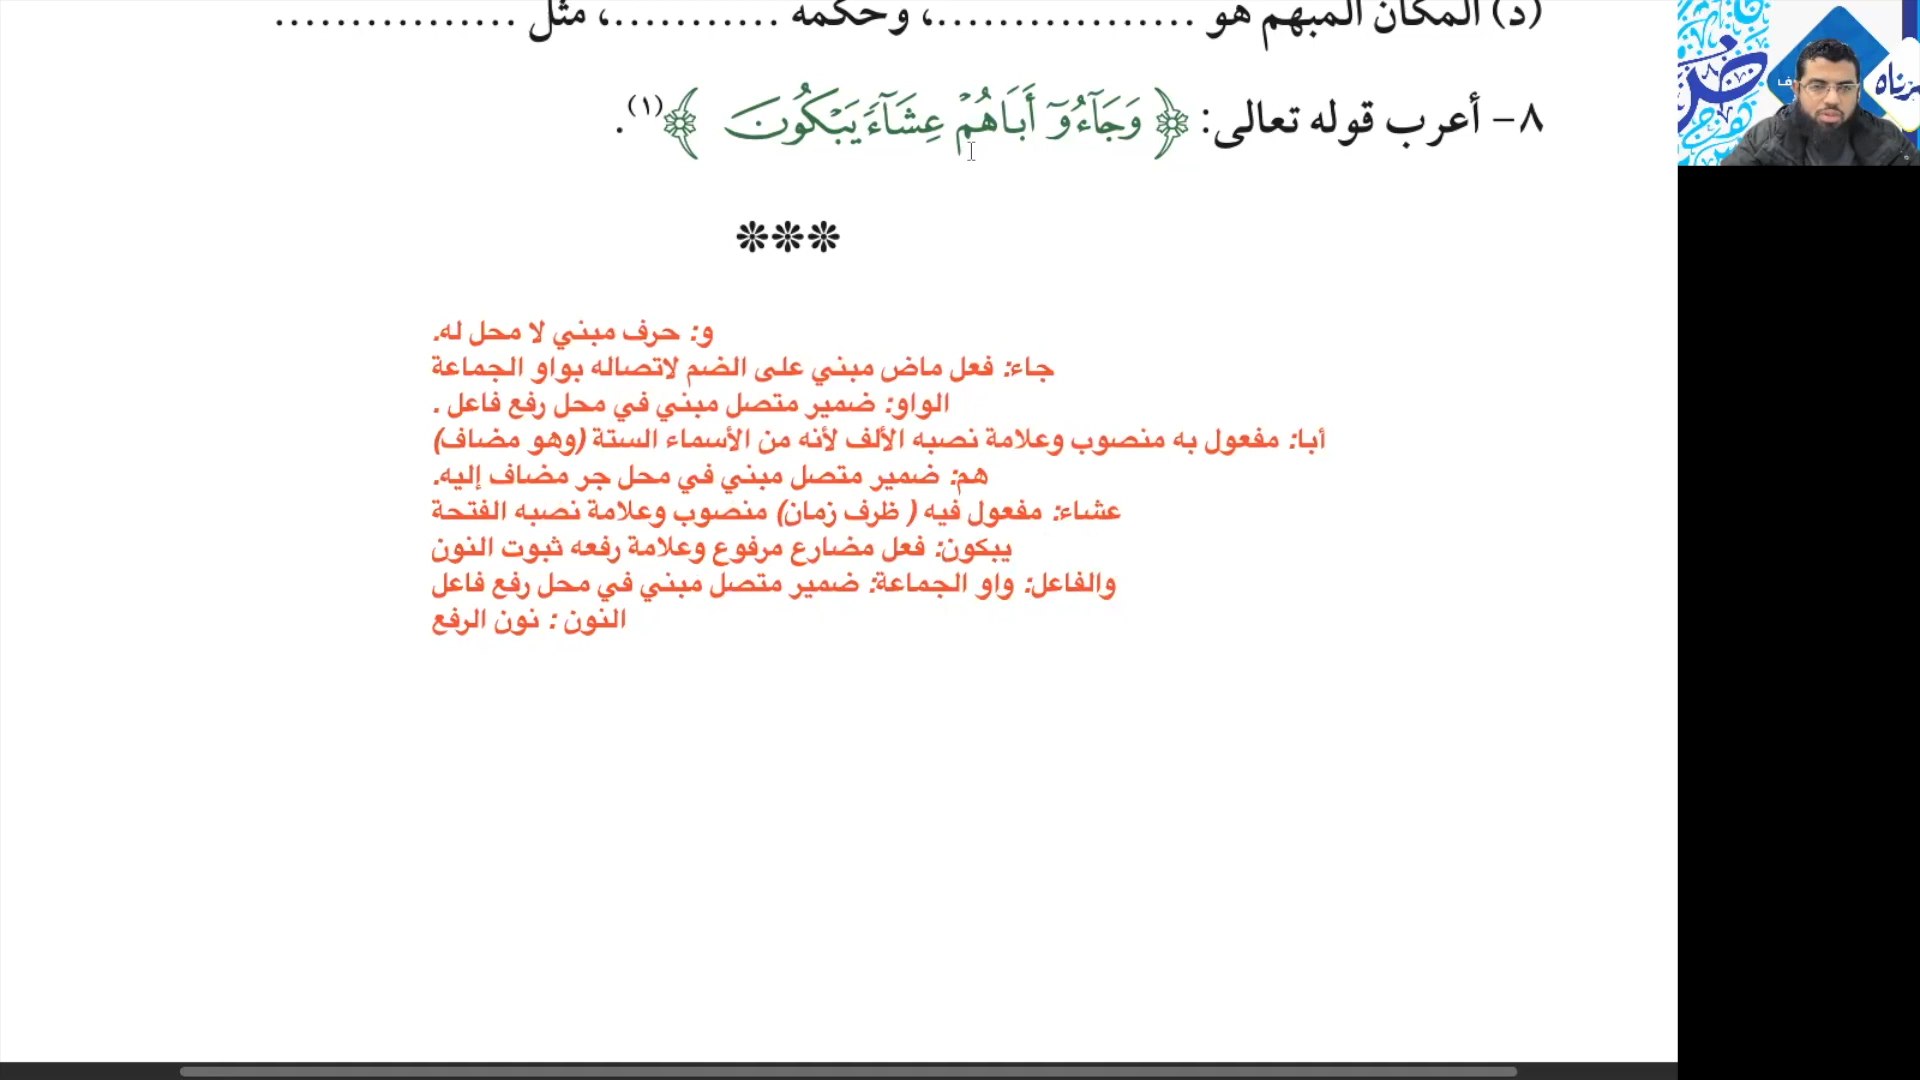 (د) المكان المبهم هو .................، وحكمه ...........، مثل ................
٨- أعرب قوله تعالى: ﴿ وَجَآءُوٓ أَبَاهُمْ عِشَآءً يَبْكُونَ ﴾(١).
***
و: حرف مبني لا محل له.
جاء: فعل ماض مبني على الضم لاتصاله بواو الجماعة
الواو: ضمير متصل مبني في محل رفع فاعل .
أبا: مفعول به منصوب وعلامة نصبه الألف لأنه من الأسماء الستة (وهو مضاف)
هم: ضمير متصل مبني في محل جر مضاف إليه.
عشاء: مفعول فيه ( ظرف زمان) منصوب وعلامة نصبه الفتحة
يبكون: فعل مضارع مرفوع وعلامة رفعه ثبوت النون
والفاعل: واو الجماعة: ضمير متصل مبني في محل رفع فاعل
النون : نون الرفع